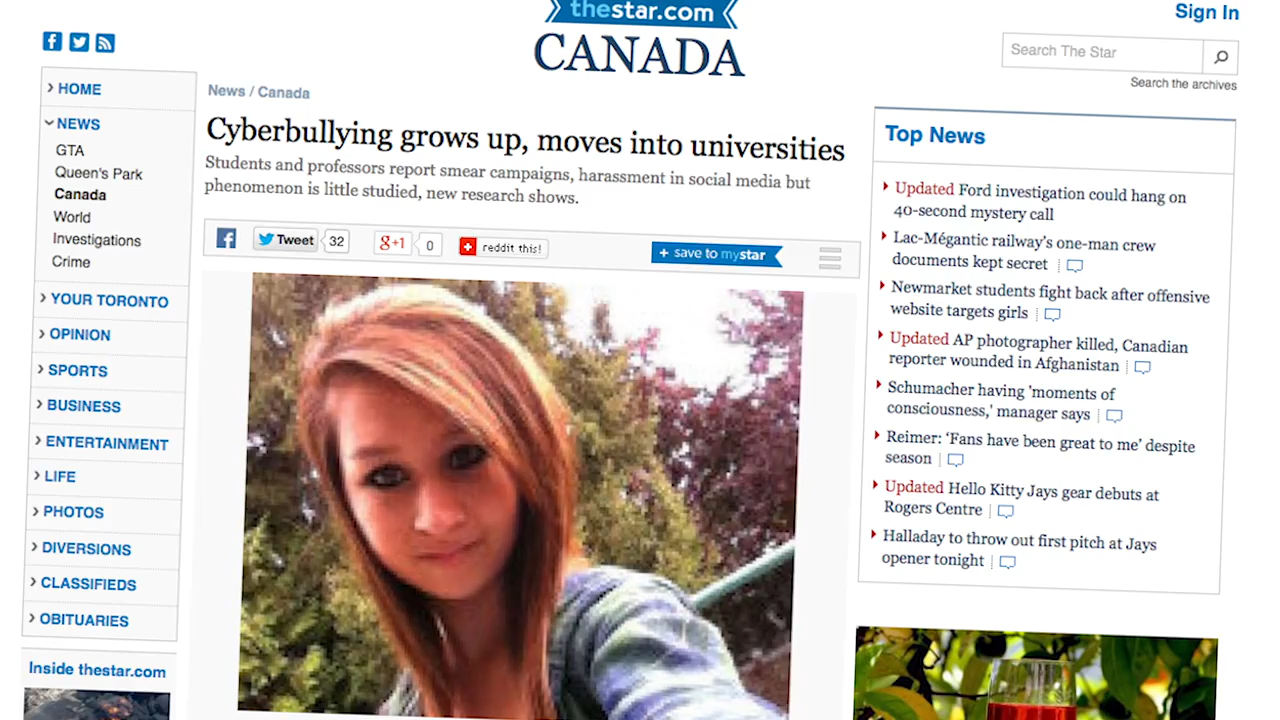 thestar.com
CANADA
Sign In
Search The Star
Search the archives
HOME
NEWS
GTA
Queen's Park
Canada
World
Investigations
Crime
YOUR TORONTO
OPINION
SPORTS
BUSINESS
ENTERTAINMENT
LIFE
PHOTOS
DIVERSIONS
CLASSIFIEDS
OBITUARIES
Inside thestar.com
News / Canada
Cyberbullying grows up, moves into universities
Students and professors report smear campaigns, harassment in social media but
phenomenon is little studied, new research shows.
Tweet 32 g+1 0 reddit this! + save to mystar
Top News
Updated Ford investigation could hang on
40-second mystery call
Lac-Mégantic railway's one-man crew
documents kept secret
Newmarket students fight back after offensive
website targets girls
Updated AP photographer killed, Canadian
reporter wounded in Afghanistan
Schumacher having 'moments of
consciousness,' manager says
Reimer: ‘Fans have been great to me’ despite
season
Updated Hello Kitty Jays gear debuts at
Rogers Centre
Halladay to throw out first pitch at Jays
opener tonight